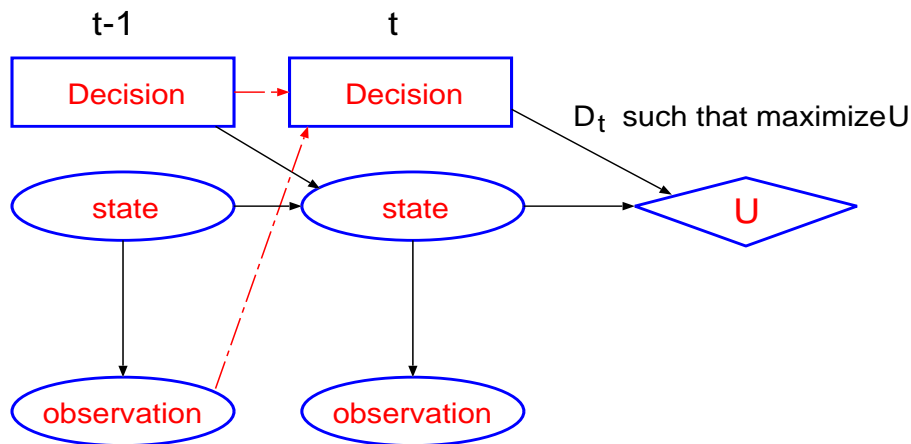 t-1
t
Decision
Decision
Dt such that maximizeU
state
state
U
observation
observation